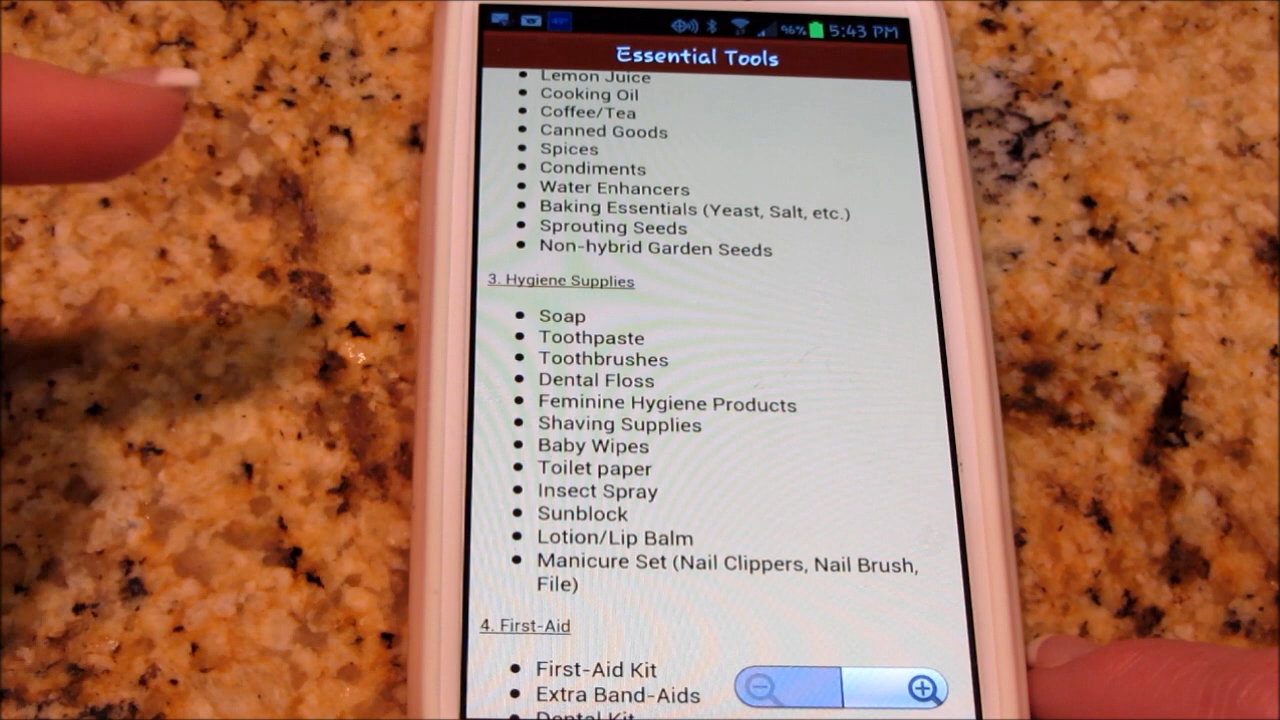 96% 5:43 PM
Essential Tools
Lemon Juice
Cooking Oil
Coffee/Tea
Canned Goods
Spices
Condiments
Water Enhancers
Baking Essentials (Yeast, Salt, etc.)
Sprouting Seeds
Non-hybrid Garden Seeds
3. Hygiene Supplies
Soap
Toothpaste
Toothbrushes
Dental Floss
Feminine Hygiene Products
Shaving Supplies
Baby Wipes
Toilet paper
Insect Spray
Sunblock
Lotion/Lip Balm
Manicure Set (Nail Clippers, Nail Brush,
File)
4. First-Aid
First-Aid Kit
Extra Band-Aids
Dental Kit